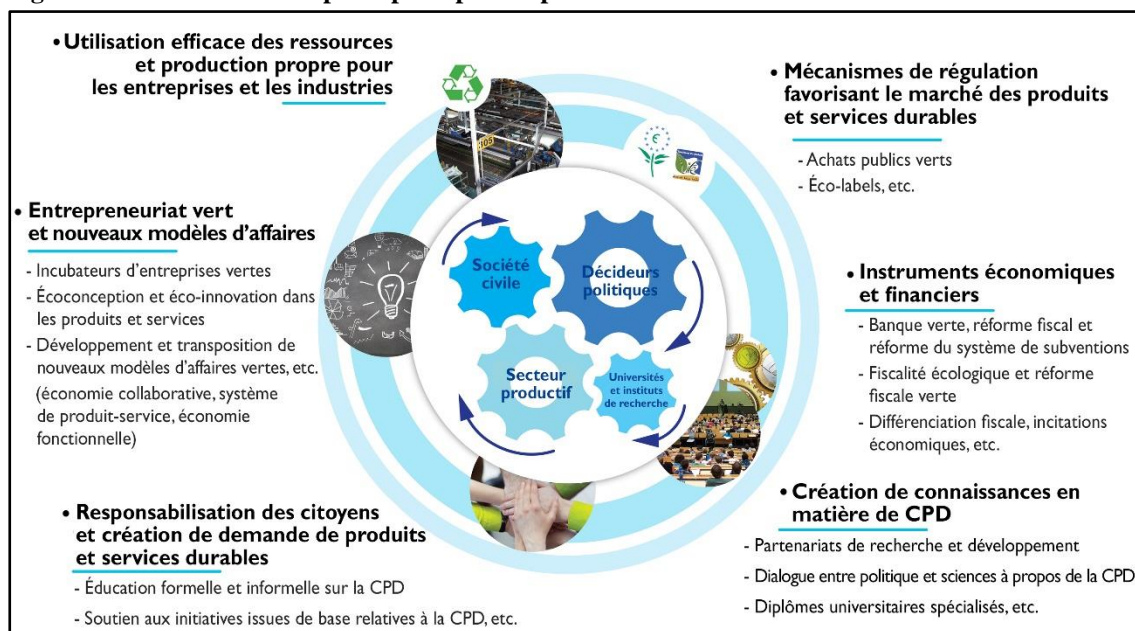 • Utilisation efficace des ressources
et production propre pour
les entreprises et les industries
• Mécanismes de régulation
favorisant le marché des produits
et services durables
- Achats publics verts
- Éco-labels, etc.
105
• Entrepreneuriat vert
et nouveaux modèles d'affaires
- Incubateurs d'entreprises vertes
- Écoconception et éco-innovation dans
les produits et services
- Développement et transposition de
nouveaux modèles d'affaires vertes, etc.
(économie collaborative, système
de produit-service, économie
fonctionnelle)
Société
civile
Décideurs
politiques
Secteur
productif
Universités
et instituts
de recherche
• Instruments économiques
et financiers
- Banque verte, réforme fiscal et
réforme du système de subventions
- Fiscalité écologique et réforme
fiscale verte
- Différenciation fiscale, incitations
économiques, etc.
• Responsabilisation des citoyens
et création de demande de produits
et services durables
- Éducation formelle et informelle sur la CPD
- Soutien aux initiatives issues de base relatives à la CPD, etc.
• Création de connaissances en
matière de CPD
- Partenariats de recherche et développement
- Dialogue entre politique et sciences à propos de la CPD
- Diplômes universitaires spécialisés, etc.